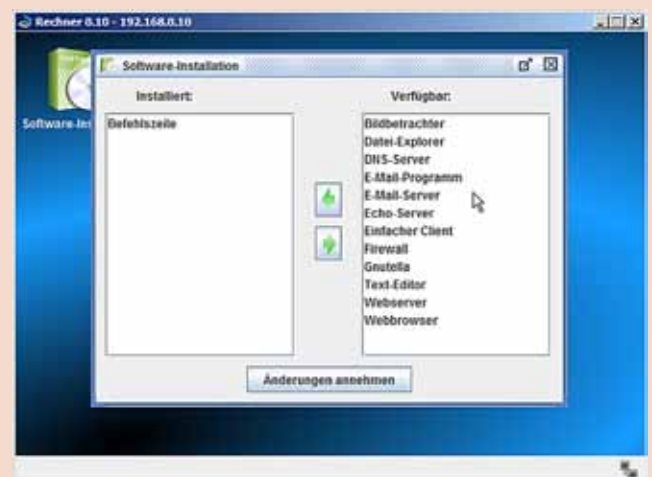 Rechner 0.10 - 192.168.0.10
Software-Installation
Installiert:
Verfügbar:
Software-Ins
Befehlszeile
Bildbetrachter
Datei-Explorer
DNS-Server
E-Mail-Programm
E-Mail-Server
Echo-Server
Einfacher Client
Firewall
Gnutella
Text-Editor
Webserver
Webbrowser
Änderungen annehmen